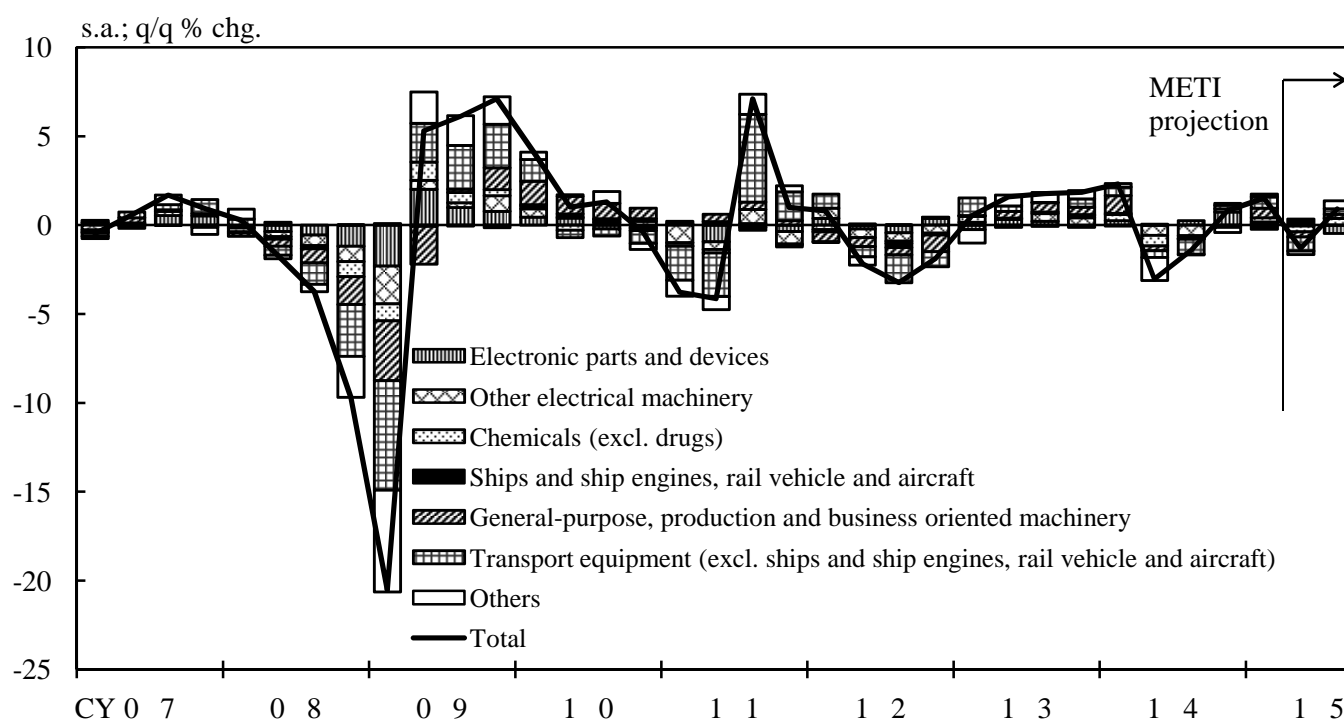 s.a.; q/q % chg.
10
5
0
-5
-10
-15
-20
-25
METI
projection
Electronic parts and devices
Other electrical machinery
Chemicals (excl. drugs)
Ships and ship engines, rail vehicle and aircraft
General-purpose, production and business oriented machinery
Transport equipment (excl. ships and ship engines, rail vehicle and aircraft)
Others
Total
CY 0 7 0 8 0 9 1 0 1 1 1 2 1 3 1 4 1 5